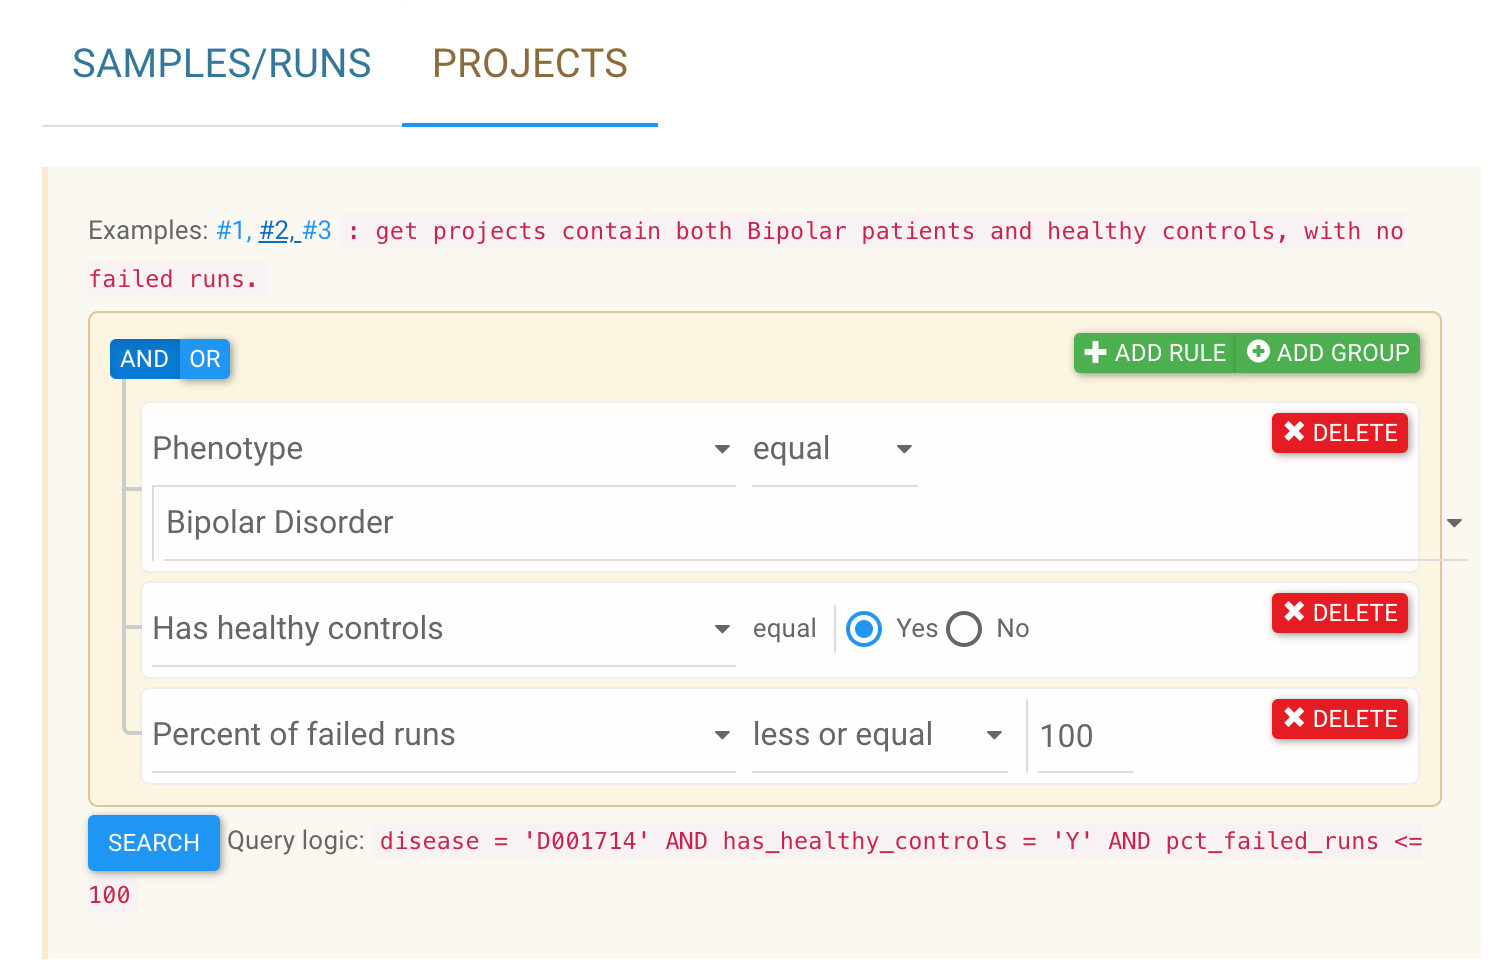 SAMPLES/RUNS PROJECTS
Examples: #1, #2, #3 : get projects contain both Bipolar patients and healthy controls, with no
failed runs.
AND OR ADD RULE ADD GROUP
Phenotype equal DELETE
Bipolar Disorder
Has healthy controls equal Yes No DELETE
Percent of failed runs less or equal 100 DELETE
SEARCH Query logic: disease = 'D001714' AND has_healthy_controls = 'Y' AND pct_failed_runs <=
100